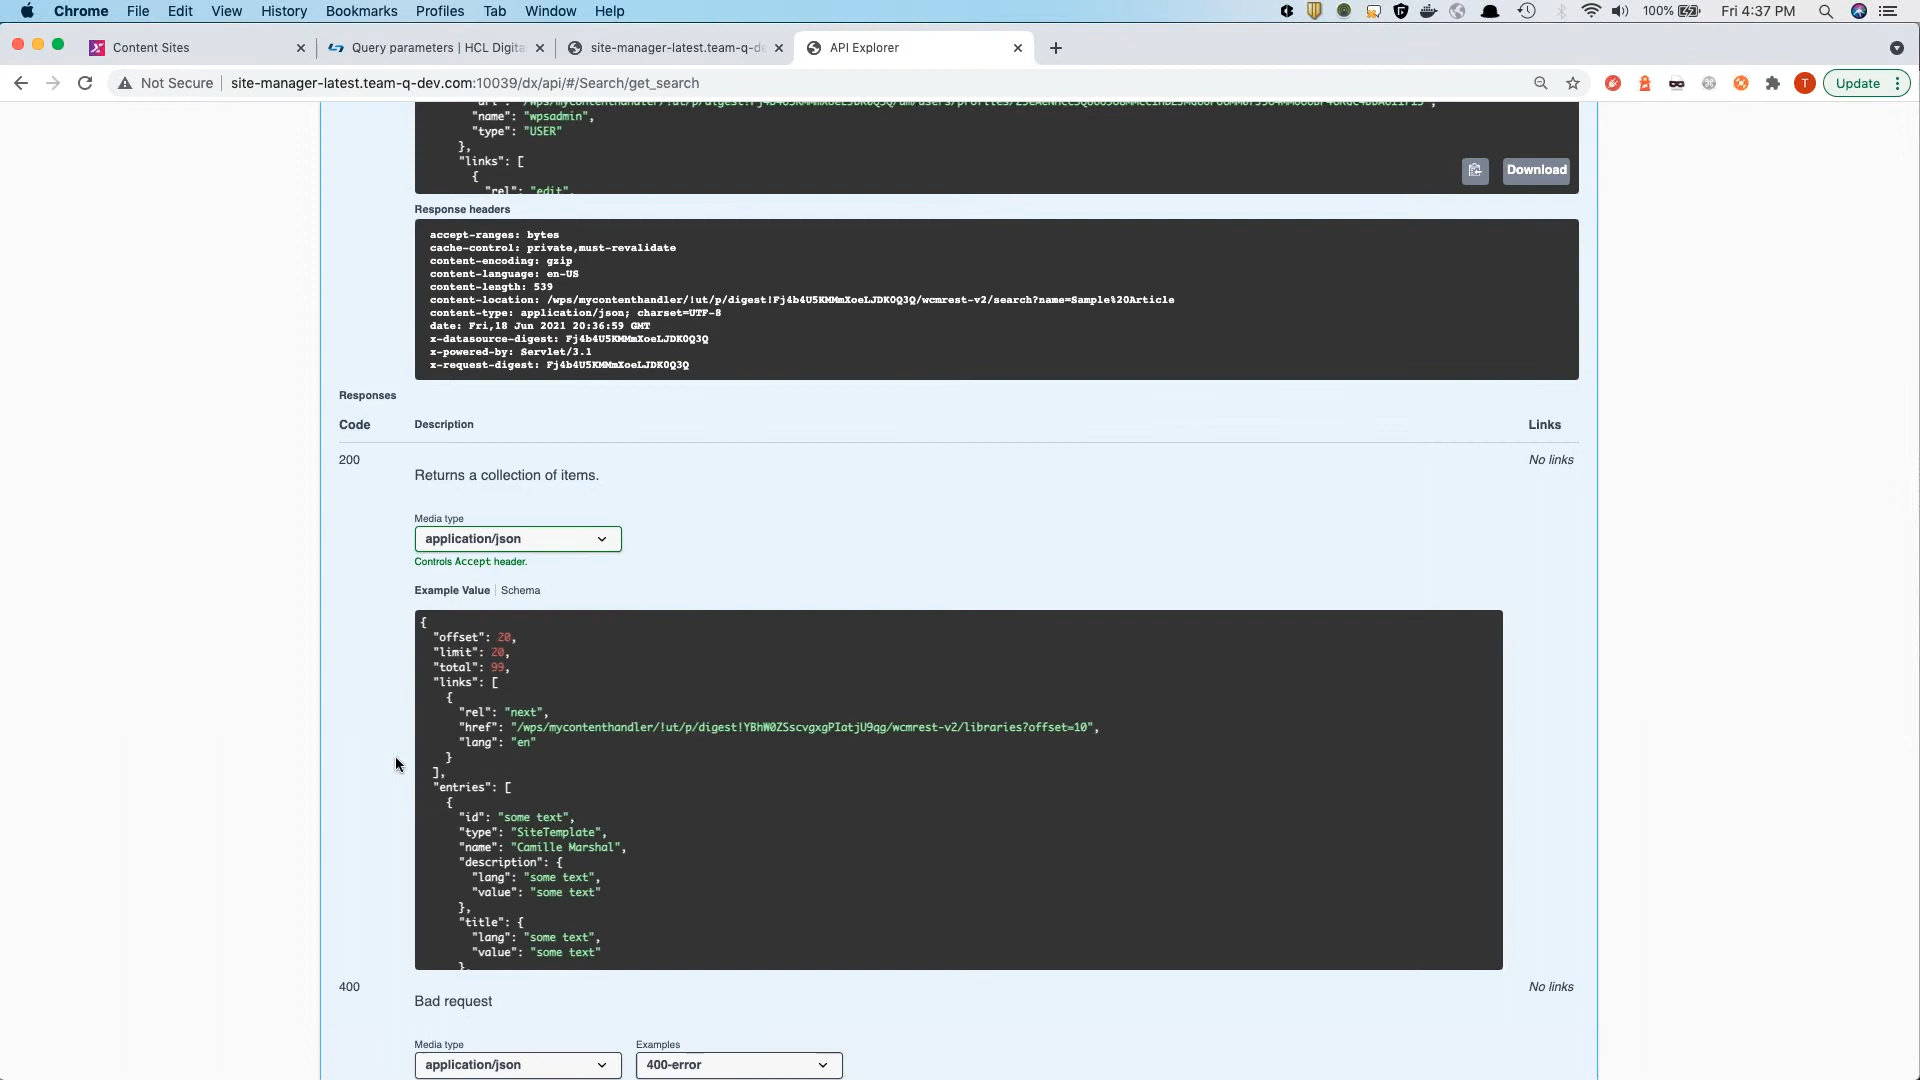 Chrome File Edit View History Bookmarks Profiles Tab Window Help 100% Fri 4:37 PM
Content Sites
Query parameters | HCL Digita
site-manager-latest.team-q-de
API Explorer
Not Secure site-manager-latest.team-q-dev.com:10039/dx/api/#/Search/get_search
T
Update
"name": "wpsadmin",
"type": "USER"
},
"links": [
{
"rel": "edit",
Download
Response headers
accept-ranges: bytes
cache-control: private,must-revalidate
content-encoding: gzip
content-language: en-US
content-length: 539
content-location: /wps/mycontenthandler/!ut/p/digest!Fj4b4U5KMMmXoeLJDK0Q3Q/wcmrest-v2/search?name=Sample%20Article
content-type: application/json; charset=UTF-8
date: Fri,18 Jun 2021 20:36:59 GMT
x-datasource-digest: Fj4b4U5KMMmXoeLJDK0Q3Q
x-powered-by: Servlet/3.1
x-request-digest: Fj4b4U5KMMmXoeLJDK0Q3Q
Responses
Code Description Links
200 No links
Returns a collection of items.
Media type
application/json
Controls Accept header.
Example Value Schema
{
"offset": 20,
"limit": 20,
"total": 99,
"links": [
{
"rel": "next",
"href": "/wps/mycontenthandler/!ut/p/digest!YBhW0ZSscvgxgPIatjU9qg/wcmrest-v2/libraries?offset=10",
"lang": "en"
}
],
"entries": [
{
"id": "some text",
"type": "SiteTemplate",
"name": "Camille Marshal",
"description": {
"lang": "some text",
"value": "some text"
},
"title": {
"lang": "some text",
"value": "some text"
},
400 No links
Bad request
Media type Examples
application/json 400-error